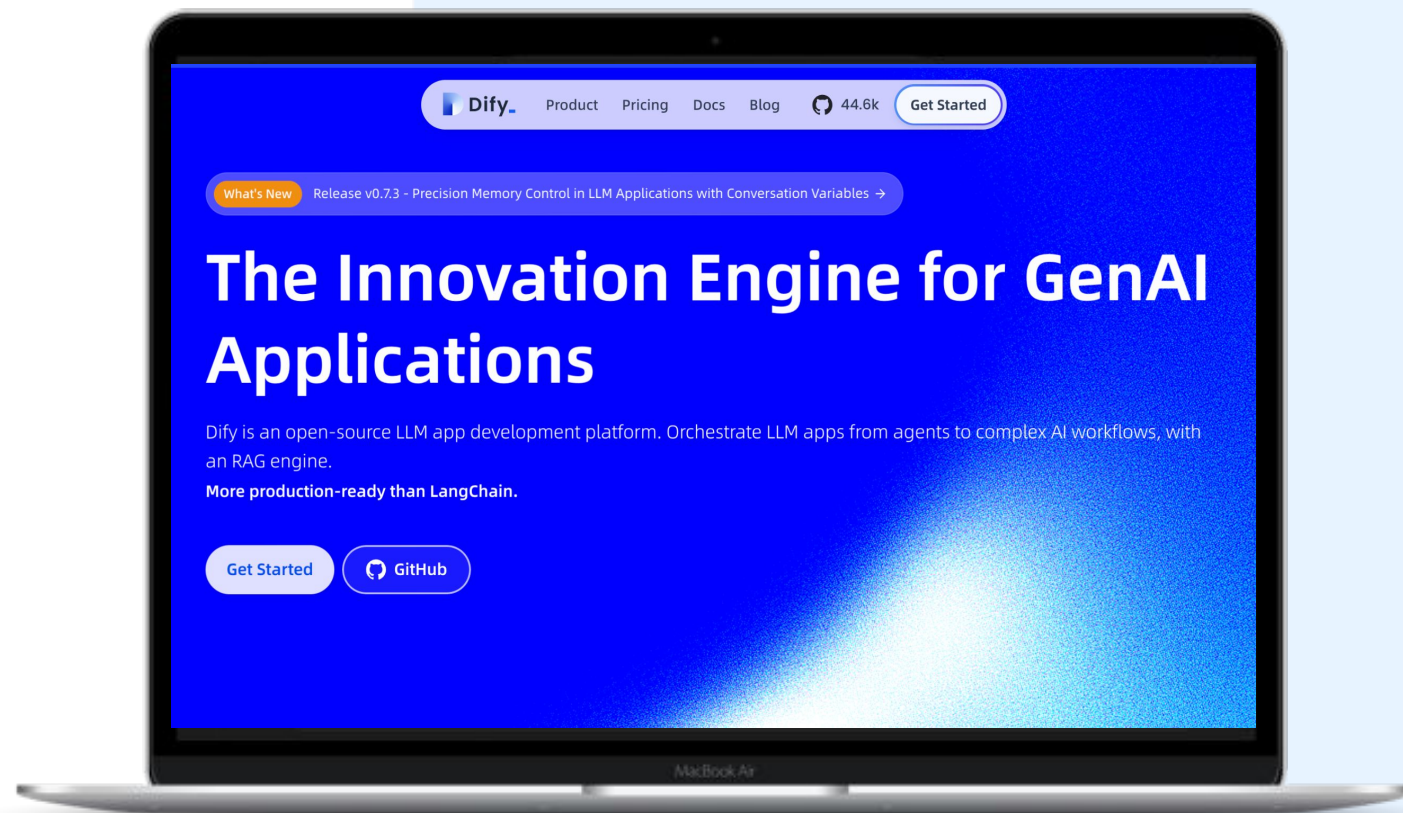 Dify_
Product Pricing Docs Blog 44.6k Get Started
What's New Release v0.7.3 - Precision Memory Control in LLM Applications with Conversation Variables →
The Innovation Engine for GenAI
Applications
Dify is an open-source LLM app development platform. Orchestrate LLM apps from agents to complex AI workflows, with
an RAG engine.
More production-ready than LangChain.
Get Started GitHub
MacBook Air